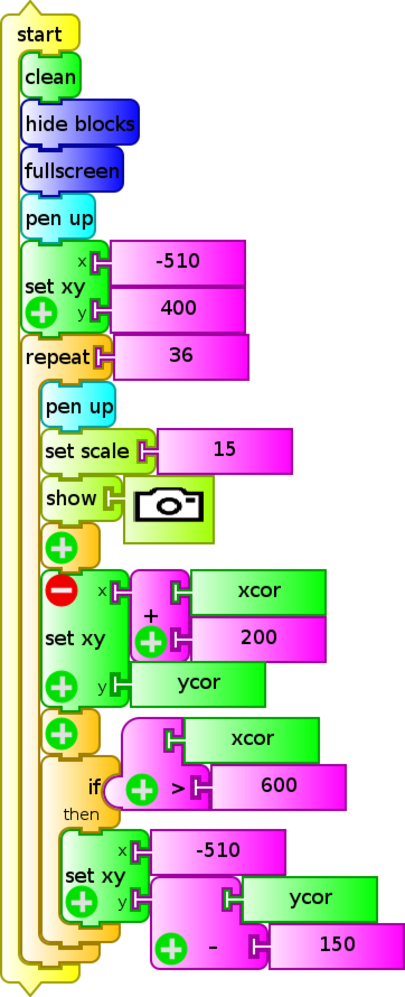 start
clean
hide blocks
fullscreen
pen up
x -510
set xy
y 400
repeat 36
pen up
set scale 15
show
x xcor
+
set xy 200
y ycor
xcor
if > 600
then
x -510
set xy
y ycor
- 150